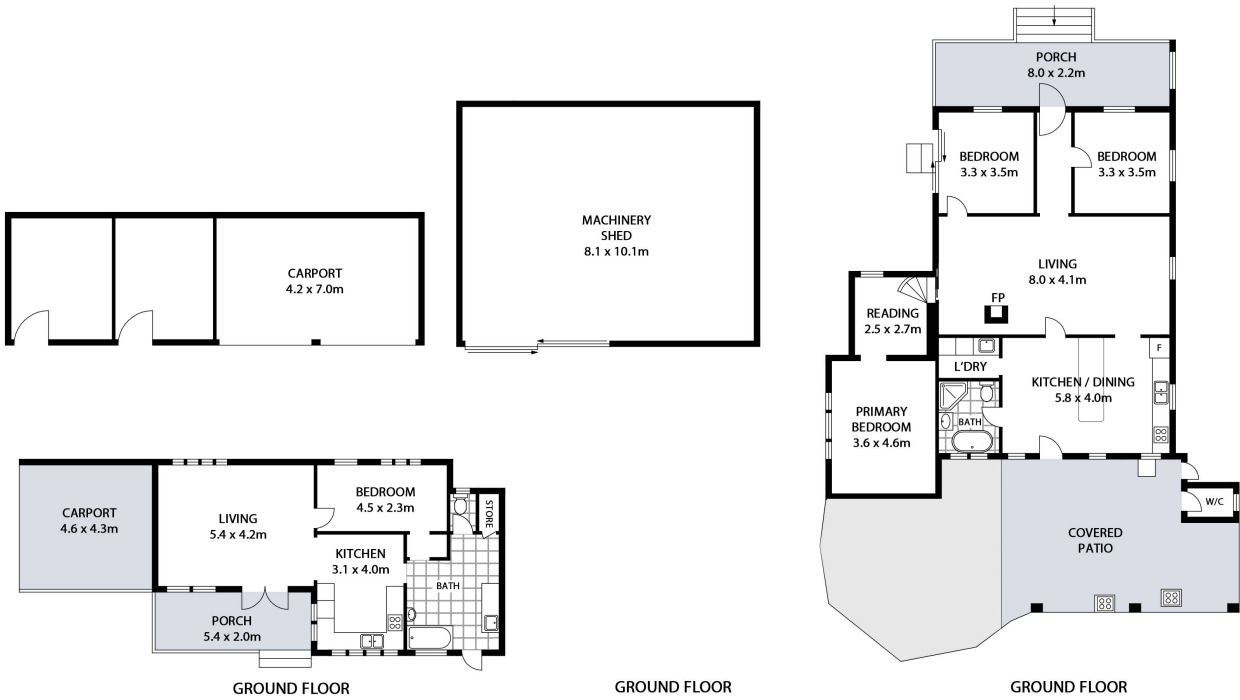 PORCH
8.0 x 2.2m
BEDROOM
3.3 x 3.5m
BEDROOM
3.3 x 3.5m
MACHINERY
SHED
8.1 x 10.1m
CARPORT
4.2 x 7.0m
LIVING
8.0 x 4.1m
FP
READING
2.5 x 2.7m
L'DRY
F
KITCHEN / DINING
5.8 x 4.0m
PRIMARY
BEDROOM
3.6 x 4.6m
BATH
W/C
COVERED
PATIO
CARPORT
4.6 x 4.3m
LIVING
5.4 x 4.2m
BEDROOM
4.5 x 2.3m
STORE
KITCHEN
3.1 x 4.0m
BATH
PORCH
5.4 x 2.0m
GROUND FLOOR
GROUND FLOOR
GROUND FLOOR